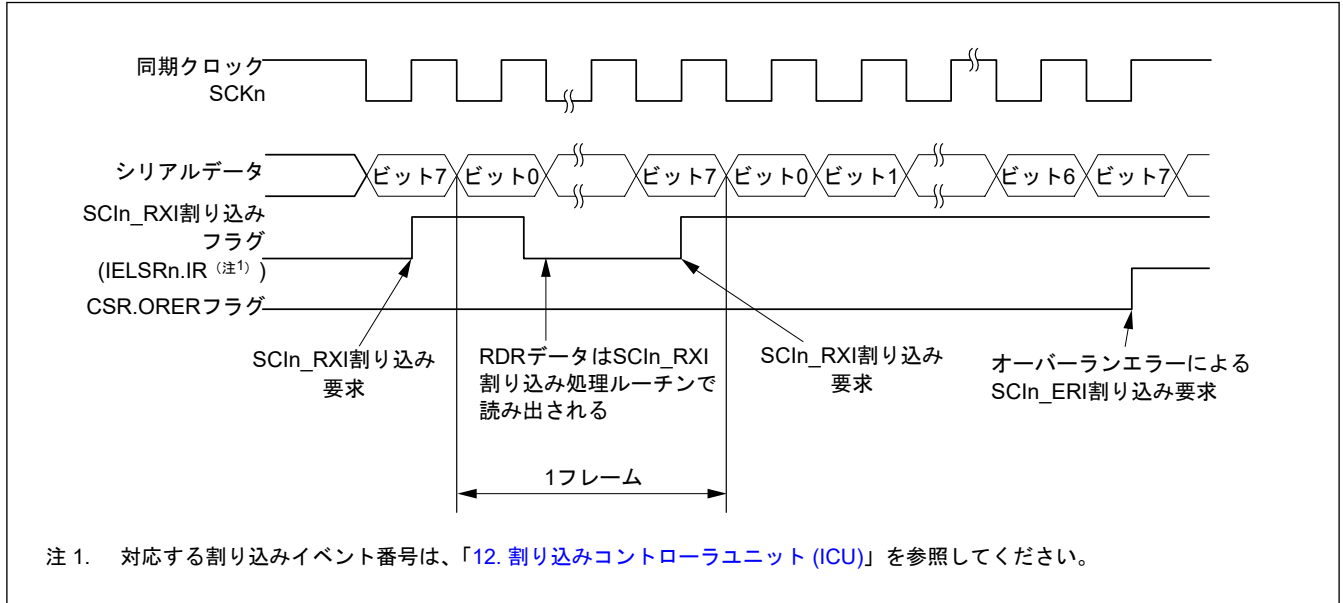 同期クロック
SCKn
シリアルデータ
ビット7 ビット0 ビット7 ビット0 ビット1 ビット6 ビット7
SCIn_RXI割り込み
フラグ
(IELSRn.IR（注1）)
CSR.ORERフラグ
SCIn_RXI割り込み
要求
RDRデータはSCIn_RXI
割り込み処理ルーチンで
読み出される
SCIn_RXI割り込み
要求
オーバーランエラーによる
SCIn_ERI割り込み要求
1フレーム
注 1. 対応する割り込みイベント番号は、「12. 割り込みコントローラユニット (ICU)」を参照してください。